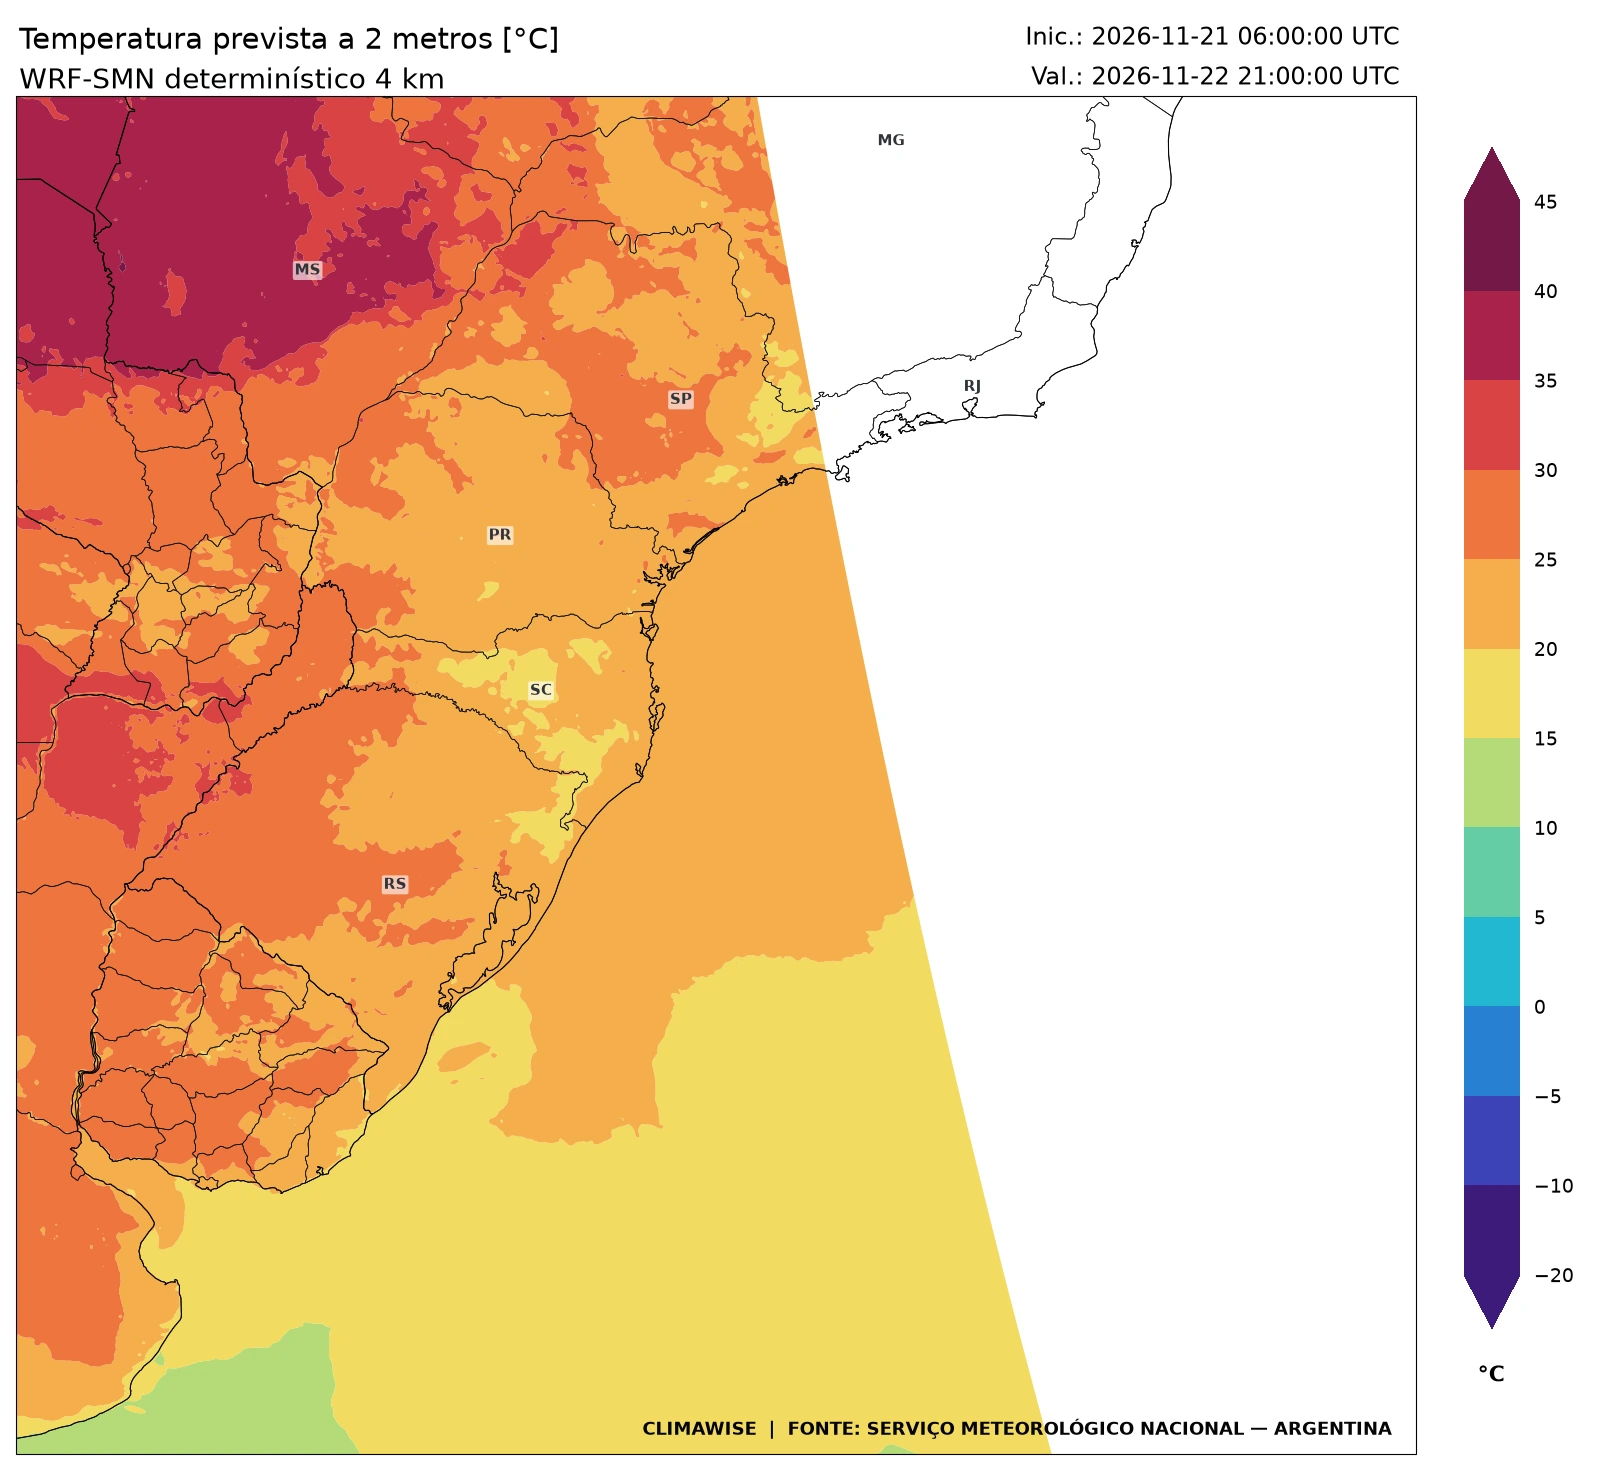 Temperatura prevista a 2 metros [°C]
WRF-SMN determinístico 4 km
Inic.: 2026-11-21 06:00:00 UTC
Val.: 2026-11-22 21:00:00 UTC
MG
MS
RJ
SP
PR
SC
RS
45
40
35
30
25
20
15
10
5
0
−5
−10
−20
°C
CLIMAWISE | FONTE: SERVIÇO METEOROLÓGICO NACIONAL — ARGENTINA